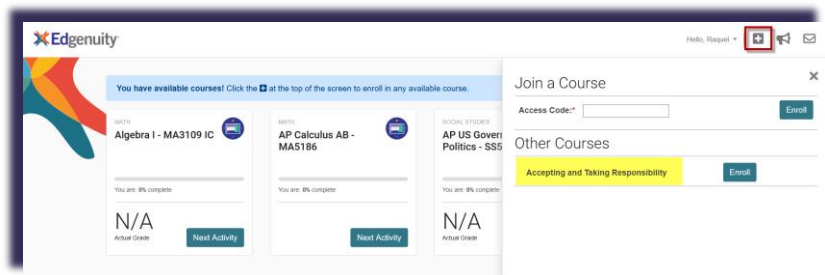 Edgenuity
Hello, Raquel
You have available courses! Click the + at the top of the screen to enroll in any available course.
MATH
Algebra I - MA3109 IC
You are: 0% complete
N/A
Actual Grade
Next Activity
MATH
AP Calculus AB -
MA5186
You are: 0% complete
Next Activity
SOCIAL STUDIES
AP US Gover
Politics - SS5
You are: 0% complete
N/A
Actual Grade
Join a Course
×
Access Code:*
Enroll
Other Courses
Accepting and Taking Responsibility
Enroll